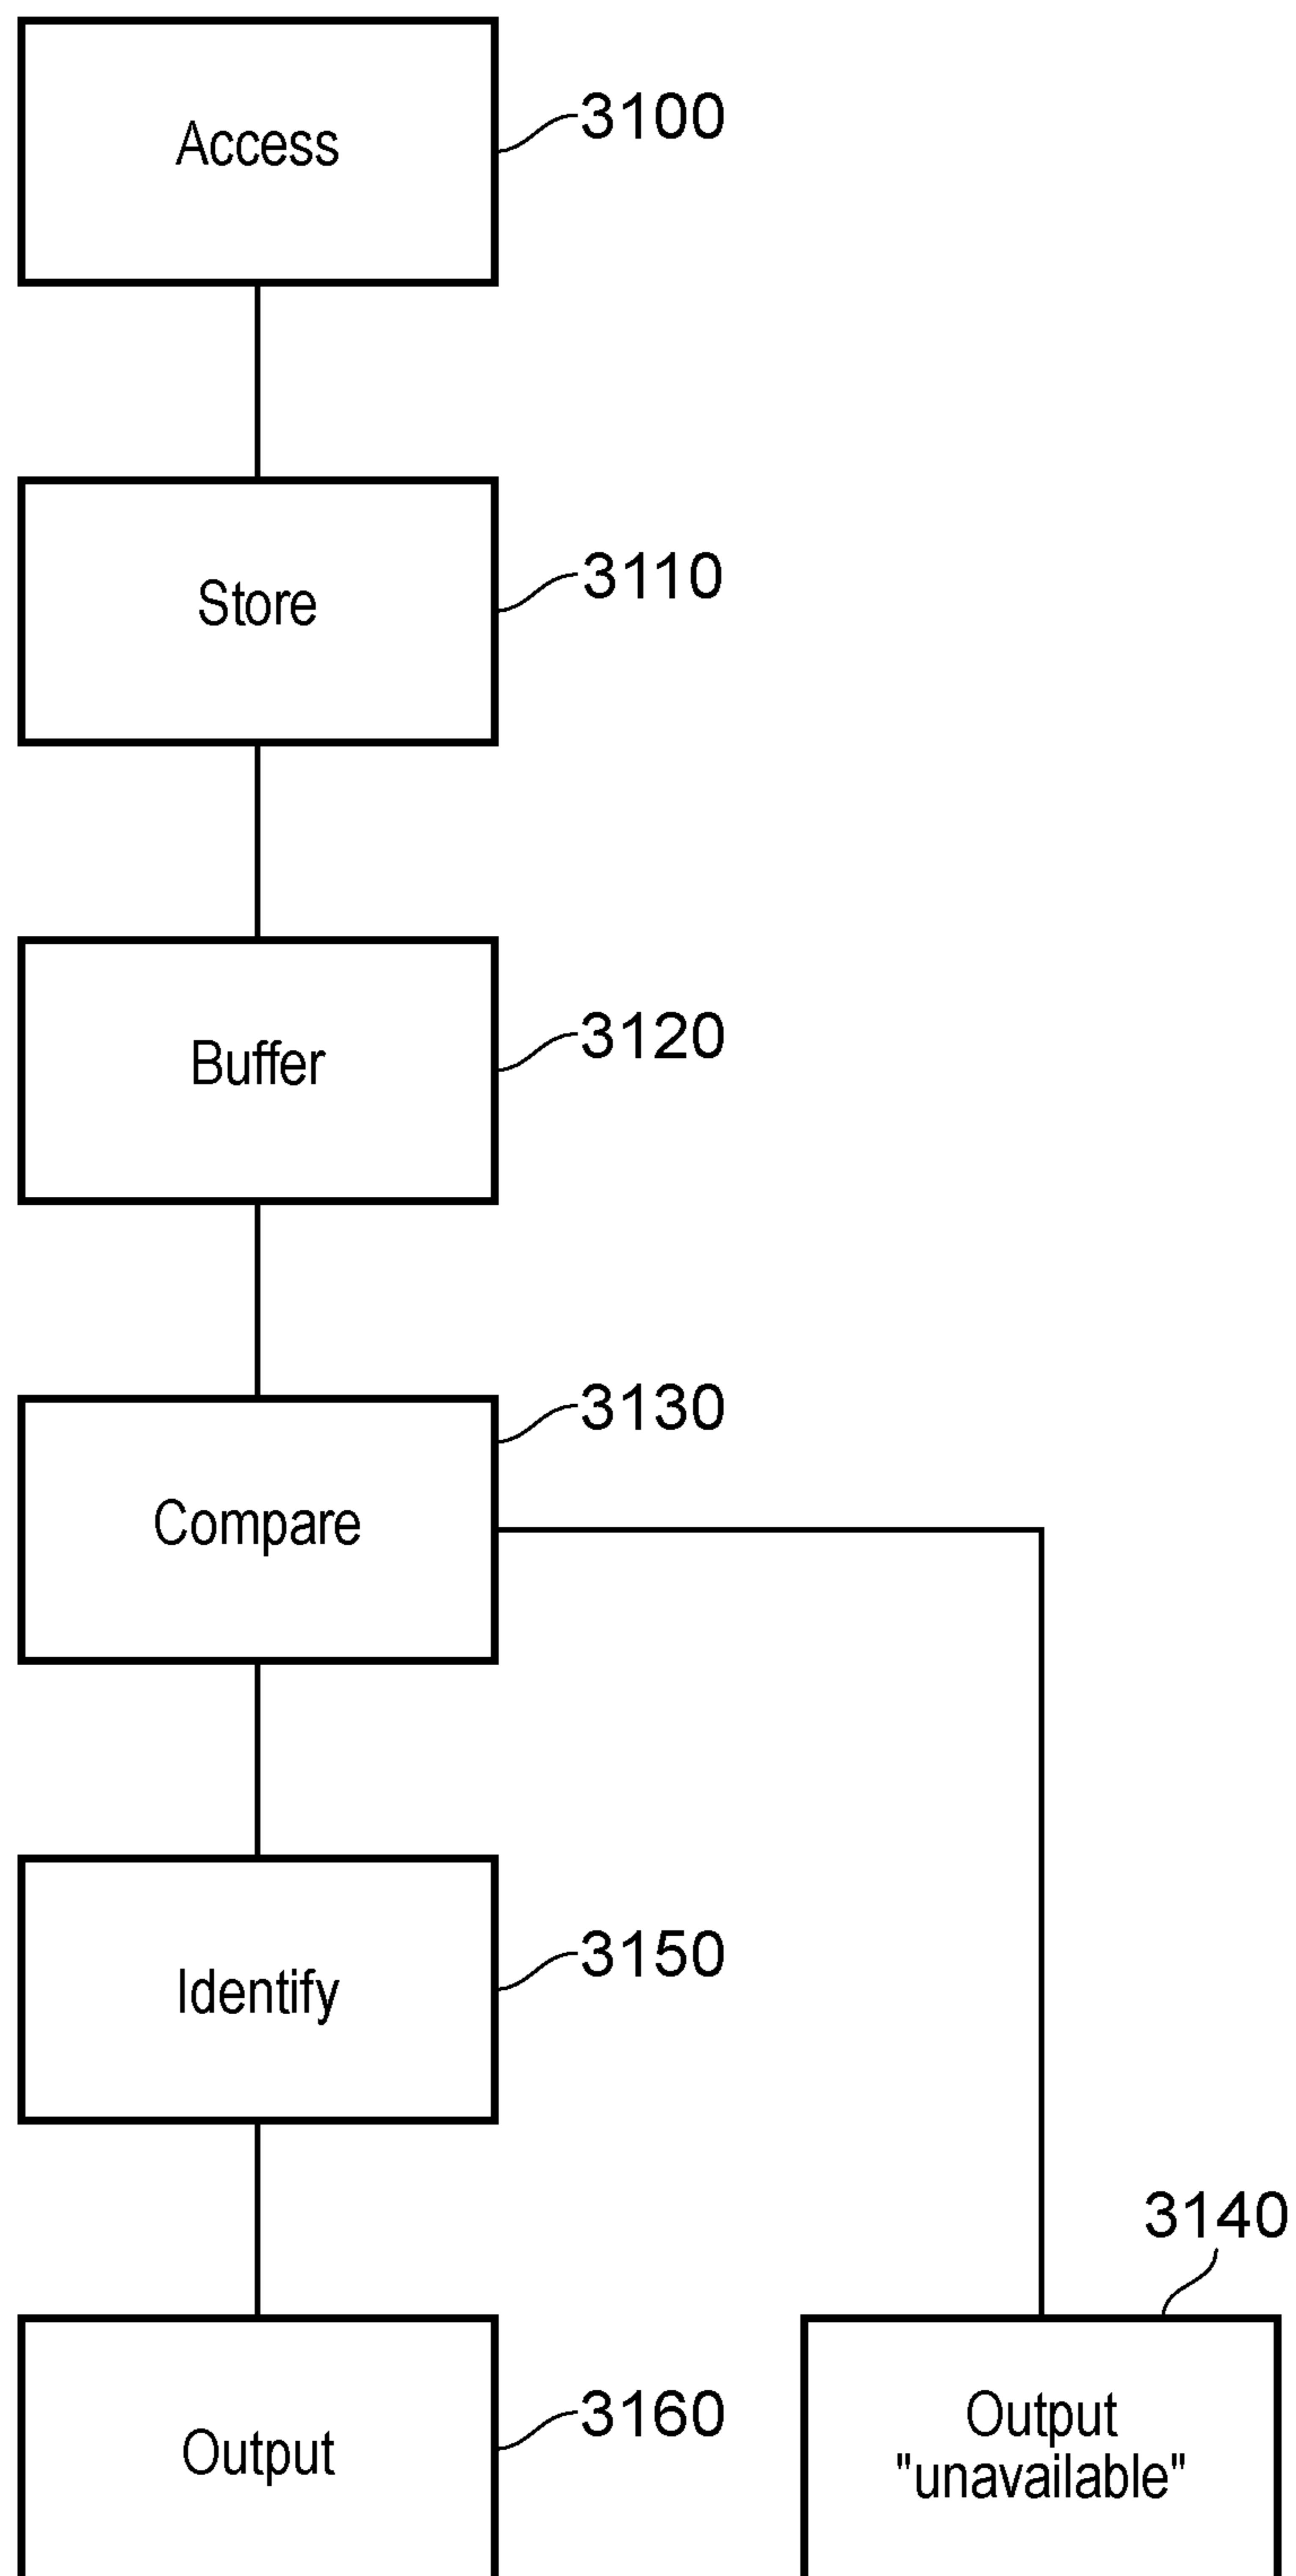 Access
3100
Store
3110
Buffer
3120
3130
Compare
Identify
3150
3140
Output
3160
Output
"unavailable"